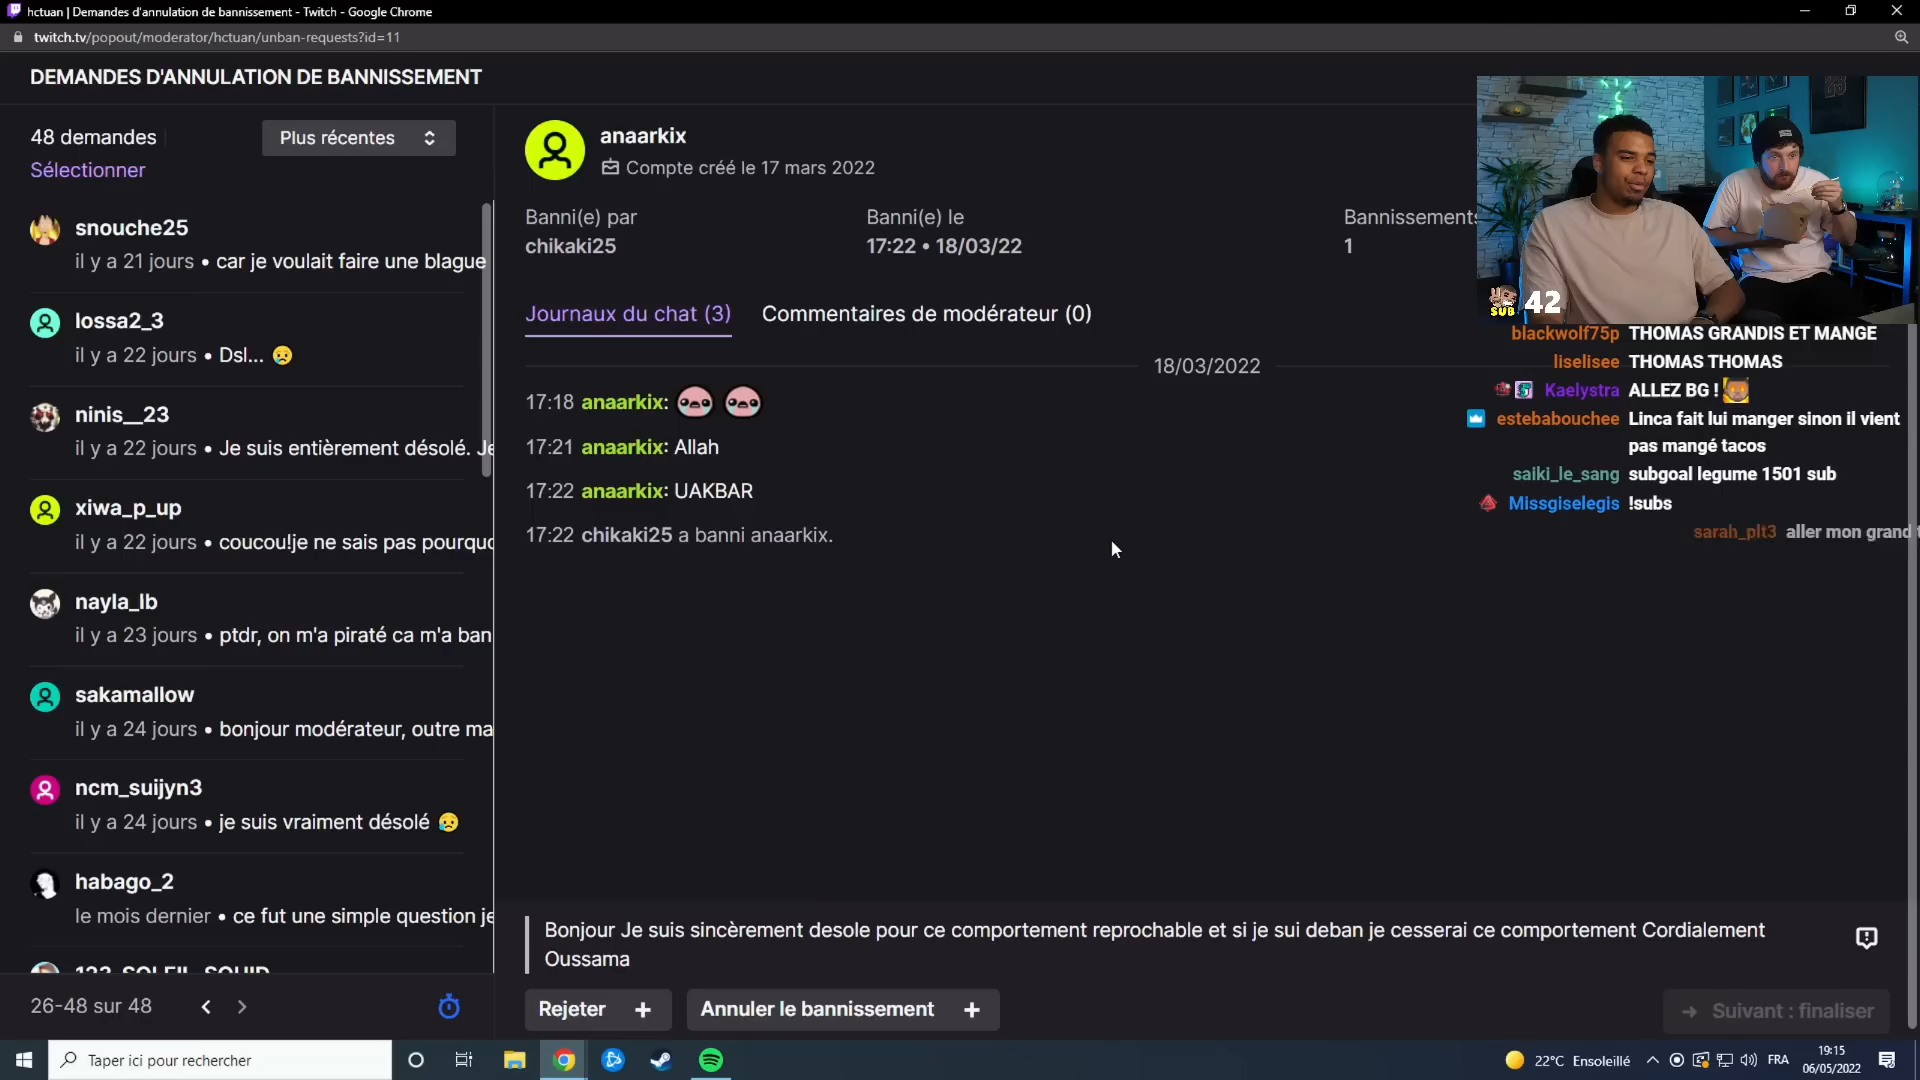 hctuan | Demandes d'annulation de bannissement - Twitch - Google Chrome
twitch.tv/popout/moderator/hctuan/unban-requests?id=11
DEMANDES D'ANNULATION DE BANNISSEMENT
48 demandes
Plus récentes
Sélectionner
snouche25
il y a 21 jours • car je voulait faire une blague
lossa2_3
il y a 22 jours • Dsl... 😥
ninis__23
il y a 22 jours • Je suis entièrement désolé. Je
xiwa_p_up
il y a 22 jours • coucou!je ne sais pas pourquo
nayla_lb
il y a 23 jours • ptdr, on m'a piraté ca m'a ban
sakamallow
il y a 24 jours • bonjour modérateur, outre ma
ncm_suijyn3
il y a 24 jours • je suis vraiment désolé 😥
habago_2
le mois dernier • ce fut une simple question je
26-48 sur 48
anaarkix
Compte créé le 17 mars 2022
Banni(e) par
chikaki25
Banni(e) le
17:22 • 18/03/22
Bannissements
1
Journaux du chat (3)
Commentaires de modérateur (0)
18/03/2022
17:18 anaarkix:
17:21 anaarkix: Allah
17:22 anaarkix: UAKBAR
17:22 chikaki25 a banni anaarkix.
Bonjour Je suis sincèrement desole pour ce comportement reprochable et si je sui deban je cesserai ce comportement Cordialement
Oussama
Rejeter +
Annuler le bannissement +
Suivant : finaliser
SUB 42
blackwolf75p THOMAS GRANDIS ET MANGE
liselisee THOMAS THOMAS
Kaelystra ALLEZ BG !
estebabouchee Linca fait lui manger sinon il vient
pas mangé tacos
saiki_le_sang subgoal legume 1501 sub
Missgiselegis !subs
sarah_plt3 aller mon grand
Taper ici pour rechercher
22°C Ensoleillé
FRA
19:15
06/05/2022